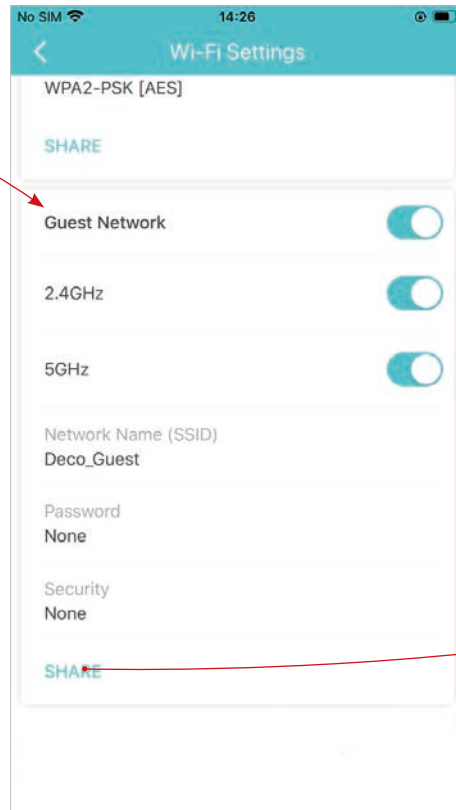 No SIM 14:26
Wi-Fi Settings
WPA2-PSK [AES]
SHARE
Guest Network
2.4GHz
5GHz
Network Name (SSID)
Deco_Guest
Password
None
Security
None
SHARE